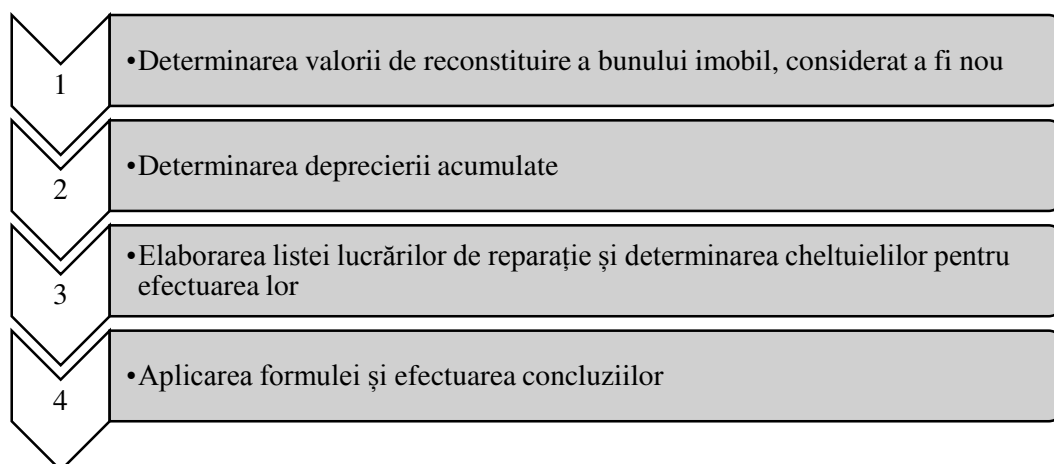 1
•Determinarea valorii de reconstituire a bunului imobil, considerat a fi nou
2
•Determinarea deprecierii acumulate
3
•Elaborarea listei lucrărilor de reparație și determinarea cheltuielilor pentru
efectuarea lor
4
•Aplicarea formulei și efectuarea concluziilor